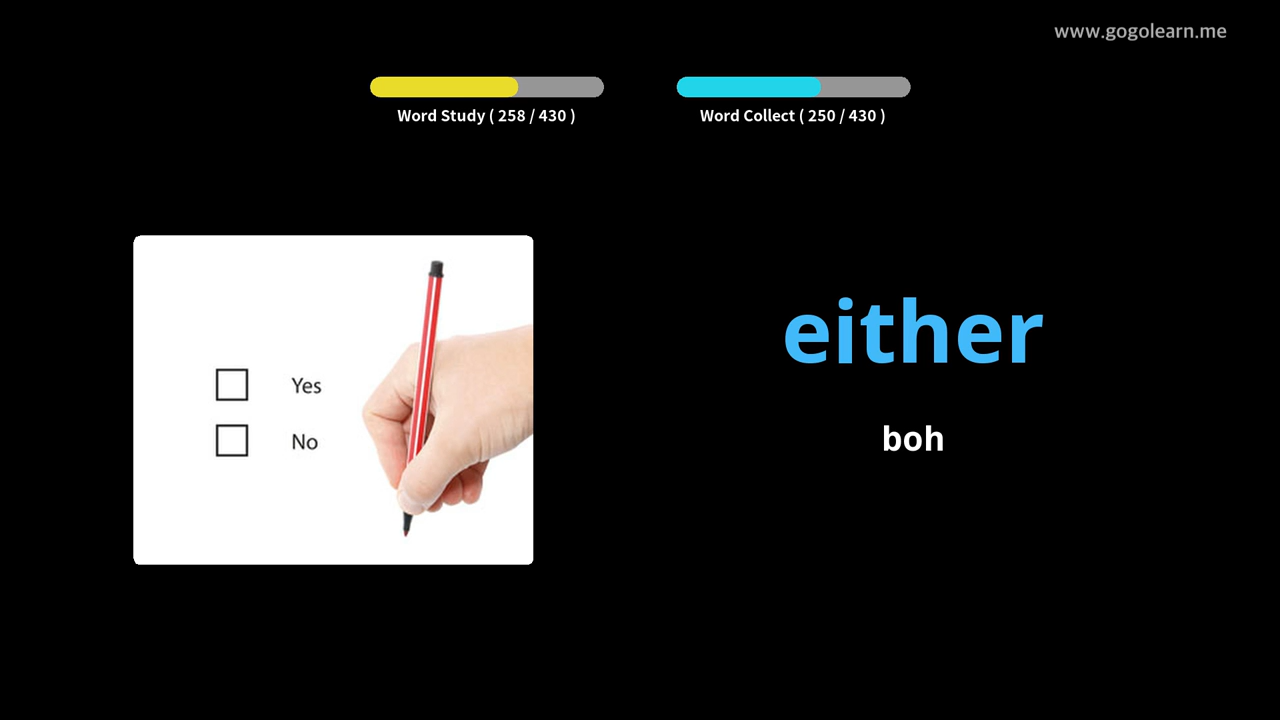 www.gogolearn.me
Word Study ( 258 / 430 )
Word Collect ( 250 / 430 )
Yes
No
either
boh